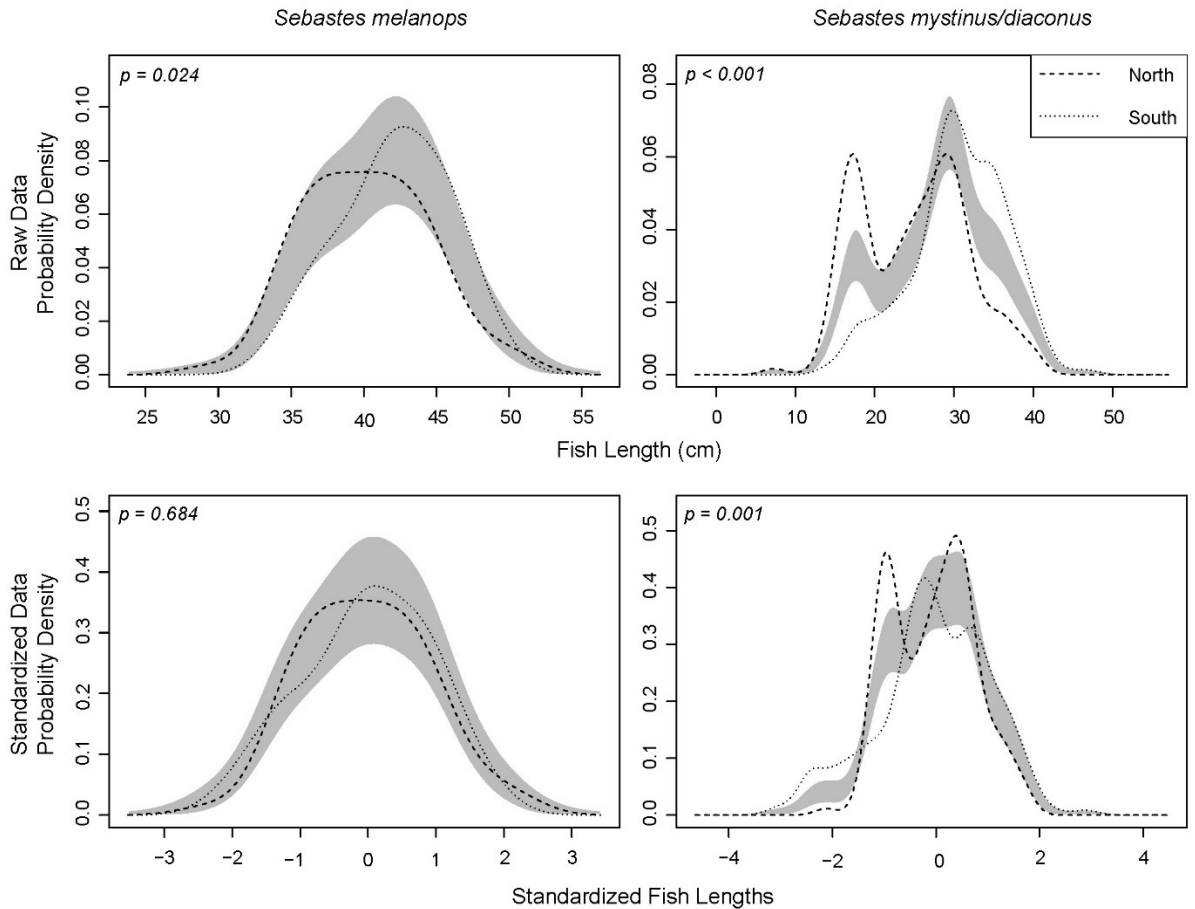 Sebastes melanops
Sebastes mystinus/diaconus
p = 0.024
p < 0.001
North
South
Raw Data
Probability Density
0.00 0.02 0.04 0.06 0.08 0.10
0.00 0.02 0.04 0.06 0.08
25 30 35 40 45 50 55
0 10 20 30 40 50
Fish Length (cm)
p = 0.684
p = 0.001
Standardized Data
Probability Density
0.0 0.1 0.2 0.3 0.4 0.5
0.0 0.1 0.2 0.3 0.4 0.5
−3 −2 −1 0 1 2 3
−4 −2 0 2 4
Standardized Fish Lengths